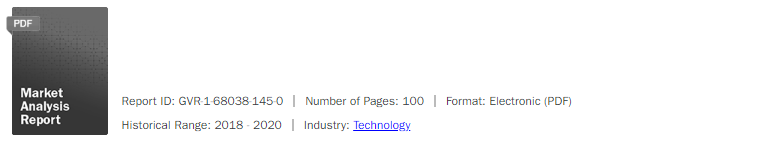 PDF
Market
Analysis
Report
Report ID: GVR-1-68038-145-0 | Number of Pages: 100 | Format: Electronic (PDF)
Historical Range: 2018 - 2020 | Industry: Technology